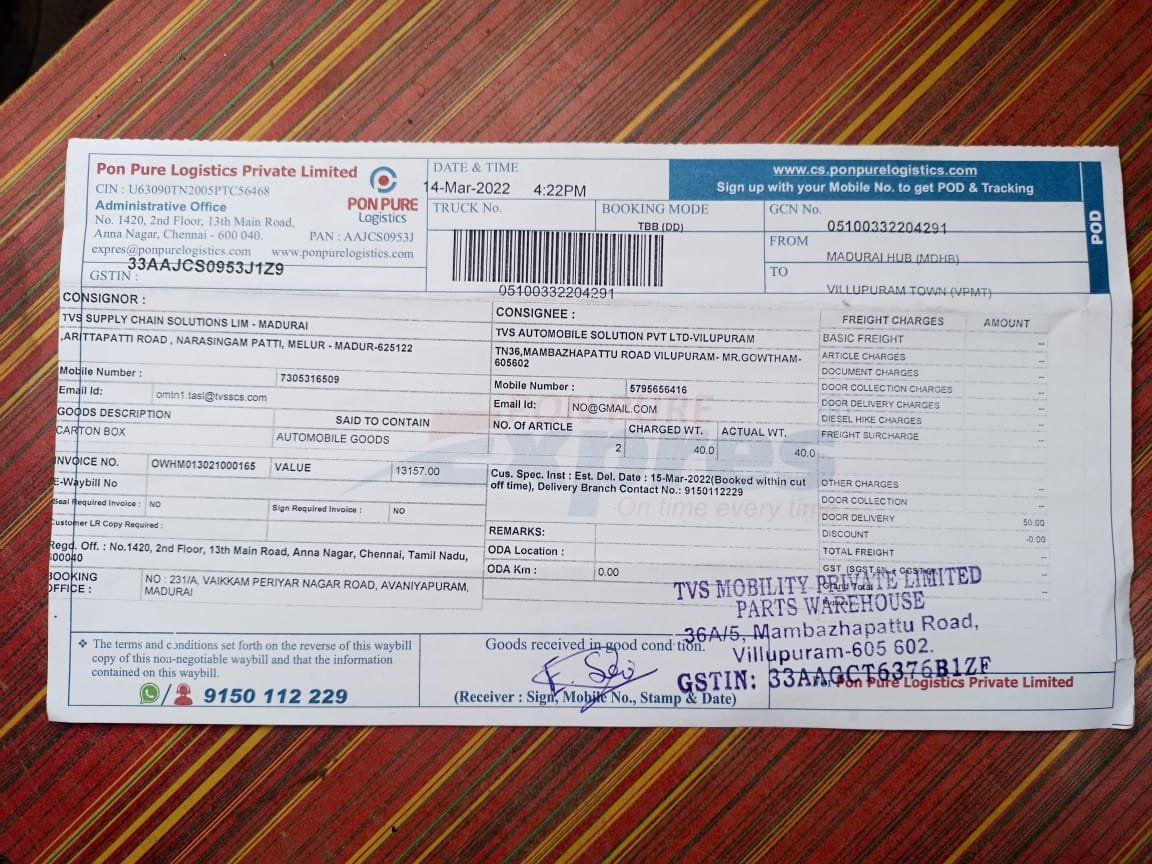 Pon Pure Logistics Private Limited
CIN : U63090TN2005PTC56468
Administrative Office
No. 1420, 2nd Floor, 13th Main Road,
Anna Nagar, Chennai - 600 040. PAN : AAJCS0953J
expres@ponpurelogistics.com www.ponpurelogistics.com
GSTIN : 33AAJCS0953J1Z9
PON PURE
Logistics
DATE & TIME
14-Mar-2022 4:22PM
TRUCK No.
BOOKING MODE
TBB (DD)
05100332204291
www.cs.ponpurelogistics.com
Sign up with your Mobile No. to get POD & Tracking
GCN No.
05100332204291
FROM
MADURAI HUB (MDHB)
TO
VILLUPURAM TOWN (VPMT)
POD
CONSIGNOR :
TVS SUPPLY CHAIN SOLUTIONS LIM - MADURAI
,ARITTAPATTI ROAD , NARASINGAM PATTI, MELUR - MADUR-625122
Mobile Number : 7305316509
Email Id: omtn1.tasl@tvsscs.com
GOODS DESCRIPTION SAID TO CONTAIN
CARTON BOX AUTOMOBILE GOODS
INVOICE NO. OWHM013021000165 VALUE 13157.00
E-Waybill No
Seal Required Invoice : NO Sign Required Invoice : NO
Customer LR Copy Required :
Regd. Off. : No.1420, 2nd Floor, 13th Main Road, Anna Nagar, Chennai, Tamil Nadu,
600040
BOOKING OFFICE : NO : 231/A, VAIKKAM PERIYAR NAGAR ROAD, AVANIYAPURAM,
MADURAI
CONSIGNEE :
TVS AUTOMOBILE SOLUTION PVT LTD-VILUPURAM
TN36,MAMBAZHAPATTU ROAD VILUPURAM- MR.GOWTHAM-
605602
Mobile Number : 5795656416
Email Id: NO@GMAIL.COM
NO. Of ARTICLE CHARGED WT. ACTUAL WT.
2 40.0 40.0
Cus. Spec. Inst : Est. Del. Date : 15-Mar-2022(Booked within cut
off time), Delivery Branch Contact No.: 9150112229
REMARKS:
ODA Location :
ODA Km : 0.00
PON PURE
Expres
On time every time
FREIGHT CHARGES AMOUNT
BASIC FREIGHT --
ARTICLE CHARGES --
DOCUMENT CHARGES --
DOOR COLLECTION CHARGES --
DOOR DELIVERY CHARGES --
DIESEL HIKE CHARGES --
FREIGHT SURCHARGE --
OTHER CHARGES --
DOOR COLLECTION --
DOOR DELIVERY 50.00
DISCOUNT -0.00
TOTAL FREIGHT --
GST (SGST --
Total --
TVS MOBILITY PRIVATE LIMITED
PARTS WAREHOUSE
36A/5, Mambazhapattu Road,
Villupuram-605 602.
GSTIN: 33AAGCT6376B1ZF
❖ The terms and conditions set forth on the reverse of this waybill
copy of this non-negotiable waybill and that the information
contained on this waybill.
9150 112 229
Goods received in good condition.
(Receiver : Sign, Mobile No., Stamp & Date)
For Pon Pure Logistics Private Limited